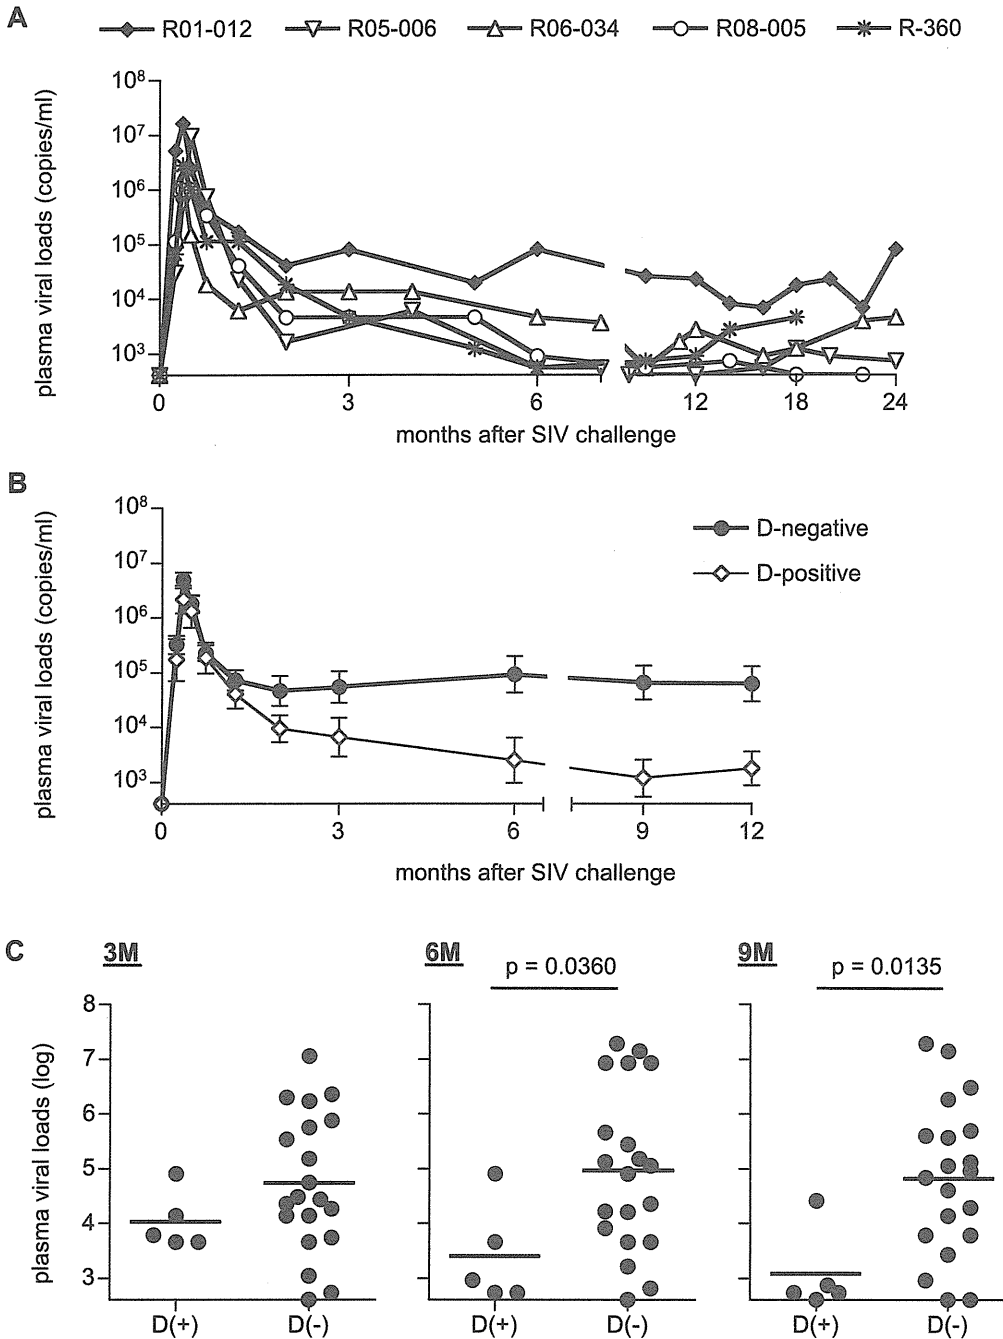 A
R01-012 R05-006 R06-034 R08-005 R-360
plasma viral loads (copies/ml)
10⁸
10⁷
10⁶
10⁵
10⁴
10³
0 3 6 12 18 24
months after SIV challenge
B
plasma viral loads (copies/ml)
10⁸
10⁷
10⁶
10⁵
10⁴
10³
D-negative
D-positive
0 3 6 9 12
months after SIV challenge
C
3M 6M 9M
p = 0.0360 p = 0.0135
plasma viral loads (log)
8
7
6
5
4
3
D(+) D(-) D(+) D(-) D(+) D(-)